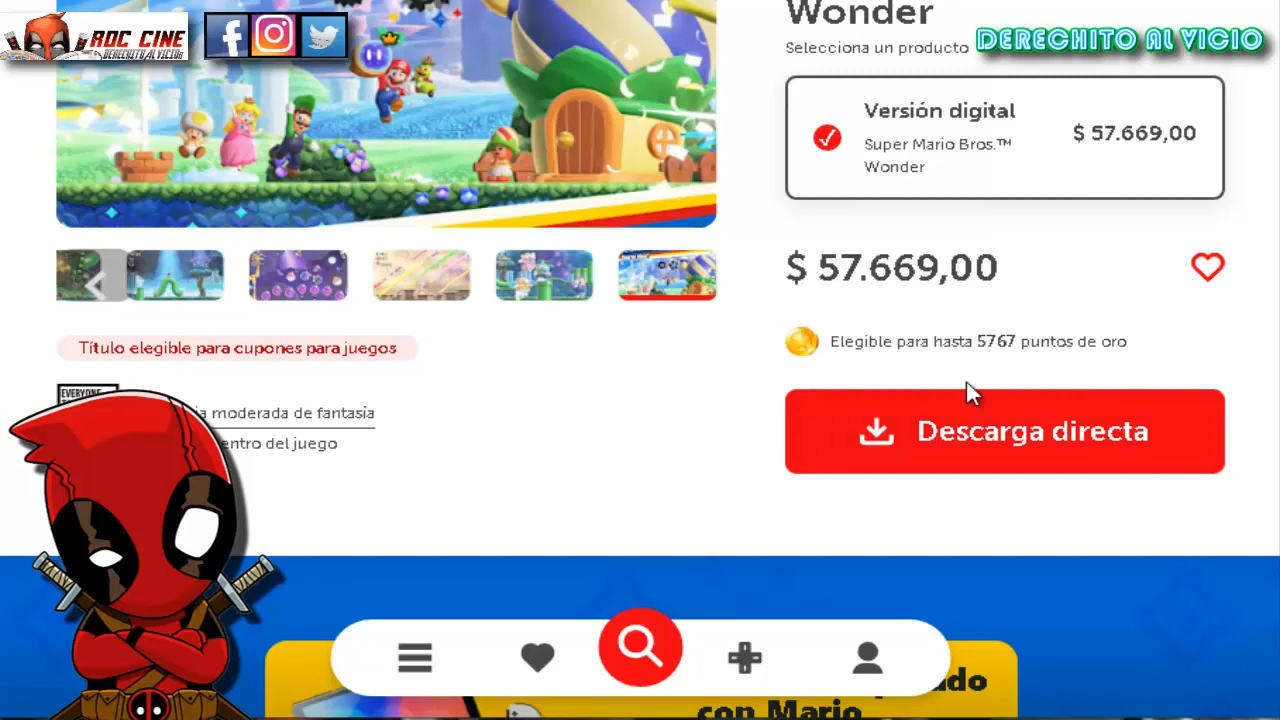 RDC CINE
DERECHITO AL VICIO
DERECHITO AL VICIO
Wonder
Selecciona un producto
Versión digital
$ 57.669,00
Super Mario Bros.™
Wonder
$ 57.669,00
Elegible para hasta 5767 puntos de oro
Descarga directa
Título elegible para cupones para juegos
EVERYONE
moderada de fantasía
entro del juego
con Mario